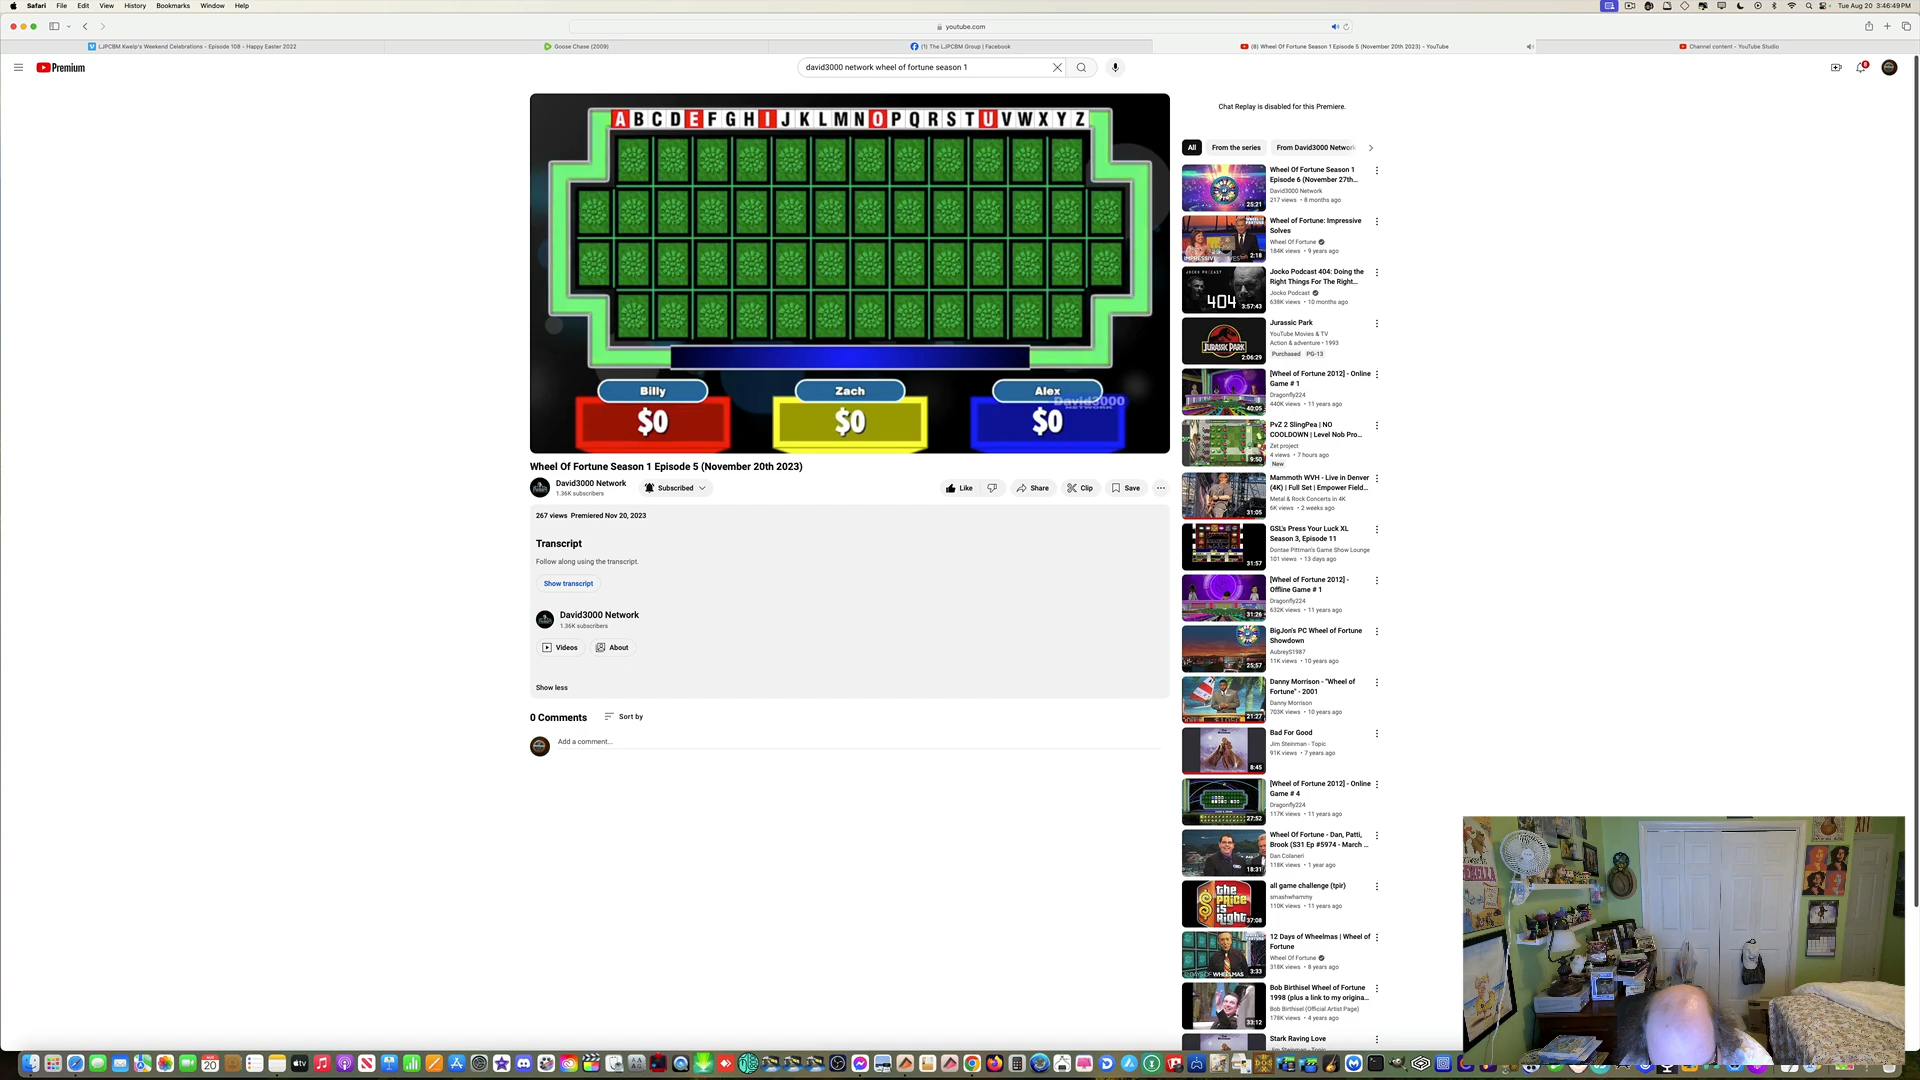 Safari File Edit View History Bookmarks Window Help
Tue Aug 20 3:46:49 PM
youtube.com
LJPCBM Kwelp's Weekend Celebrations - Episode 108 - Happy Easter 2022
Goose Chase (2009)
(1) The LJPCBM Group | Facebook
(8) Wheel Of Fortune Season 1 Episode 5 (November 20th 2023) - YouTube
Channel content - YouTube Studio
Premium
david3000 network wheel of fortune season 1
8
ABCDEFGHIJKLMNOPQRSTUVWXYZ
Billy Zach Alex
David3000
NETWORK
$0 $0 $0
Wheel Of Fortune Season 1 Episode 5 (November 20th 2023)
David3000 Network
1.36K subscribers
Subscribed
Like Share Clip Save
267 views Premiered Nov 20, 2023
Transcript
Follow along using the transcript.
Show transcript
David3000 Network
1.36K subscribers
Videos About
Show less
0 Comments Sort by
Add a comment...
Chat Replay is disabled for this Premiere.
All From the series From David3000 Network
Wheel Of Fortune Season 1
Episode 6 (November 27th...
David3000 Network
217 views • 8 months ago
25:21
Wheel of Fortune: Impressive
Solves
Wheel Of Fortune
184K views • 9 years ago
2:18
Jocko Podcast 404: Doing the
Right Things For The Right...
Jocko Podcast
638K views • 10 months ago
404
3:57:43
Jurassic Park
YouTube Movies & TV
Action & adventure • 1993
Purchased PG-13
JURASSIC PARK
2:06:29
[Wheel of Fortune 2012] - Online
Game # 1
Dragonfly224
440K views • 11 years ago
40:05
PvZ 2 SlingPea | NO
COOLDOWN | Level Nob Pro...
Zet project
4 views • 7 hours ago
New
9:50
Mammoth WVH - Live in Denver
(4K) | Full Set | Empower Field...
Metal & Rock Concerts in 4K
6K views • 2 weeks ago
31:05
GSL's Press Your Luck XL
Season 3, Episode 11
Dontae Pittman's Game Show Lounge
101 views • 13 days ago
31:57
[Wheel of Fortune 2012] -
Offline Game # 1
Dragonfly224
632K views • 11 years ago
31:26
BigJon's PC Wheel of Fortune
Showdown
AubreyS1987
11K views • 10 years ago
25:57
Danny Morrison - "Wheel of
Fortune" - 2001
Danny Morrison
703K views • 10 years ago
21:27
Bad For Good
Jim Steinman - Topic
91K views • 7 years ago
8:45
[Wheel of Fortune 2012] - Online
Game # 4
Dragonfly224
117K views • 11 years ago
27:52
Wheel Of Fortune - Dan, Patti,
Brook (S31 Ep #5974 - March ...
Dan Colaneri
118K views • 1 year ago
18:31
all game challenge (tpir)
smashwhammy
110K views • 11 years ago
the PRICE is Right
37:08
12 Days of Wheelmas | Wheel of
Fortune
Wheel Of Fortune
318K views • 8 years ago
12 DAYS OF WHEELMAS
3:33
Bob Birthisel Wheel of Fortune
1998 (plus a link to my origina...
Bob Birthisel (Official Artist Page)
178K views • 4 years ago
33:12
Stark Raving Love